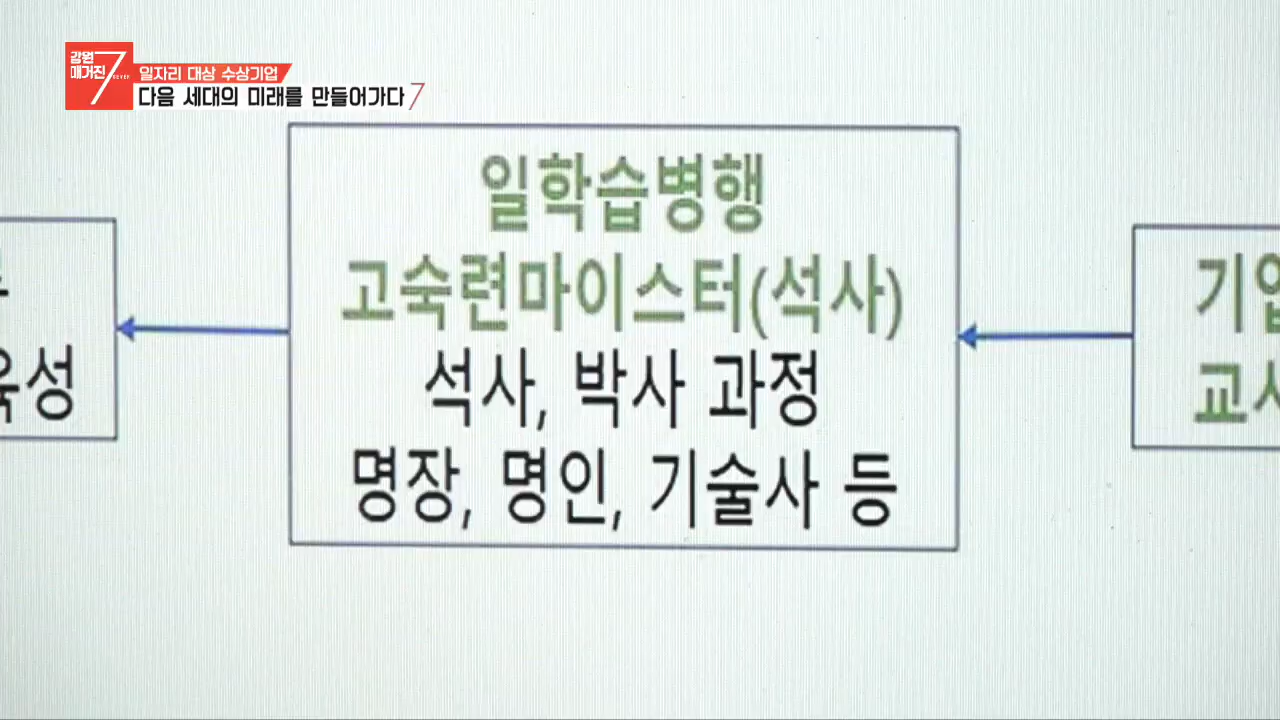 강원
매거진 7
SEVEN
일자리 대상 수상기업
다음 세대의 미래를 만들어가다 7
일학습병행
고숙련마이스터(석사)
석사, 박사 과정
명장, 명인, 기술사 등
육성
기업
교사